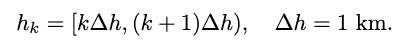 h_k = [kΔh, (k + 1)Δh),   Δh = 1 km.